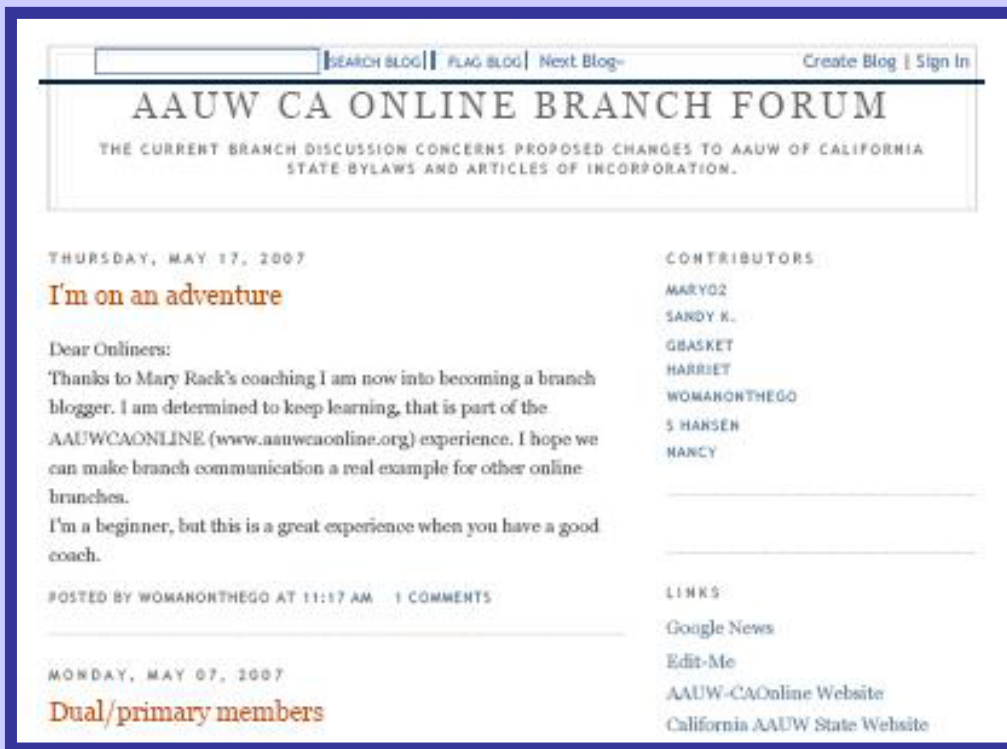 SEARCH BLOG FLAG BLOG Next Blog» Create Blog | Sign In
AAUW CA ONLINE BRANCH FORUM
THE CURRENT BRANCH DISCUSSION CONCERNS PROPOSED CHANGES TO AAUW OF CALIFORNIA
STATE BYLAWS AND ARTICLES OF INCORPORATION.
THURSDAY, MAY 17, 2007
I'm on an adventure
Dear Onliners:
Thanks to Mary Rack's coaching I am now into becoming a branch
blogger. I am determined to keep learning, that is part of the
AAUWCAONLINE (www.aauwcaonline.org) experience. I hope we
can make branch communication a real example for other online
branches.
I'm a beginner, but this is a great experience when you have a good
coach.
POSTED BY WOMANONTHEGO AT 11:17 AM 1 COMMENTS
MONDAY, MAY 07, 2007
Dual/primary members
CONTRIBUTORS
MARY02
SANDY K.
GBASKET
HARRIET
WOMANONTHEGO
S HANSEN
NANCY
LINKS
Google News
Edit-Me
AAUW-CAOnline Website
California AAUW State Website